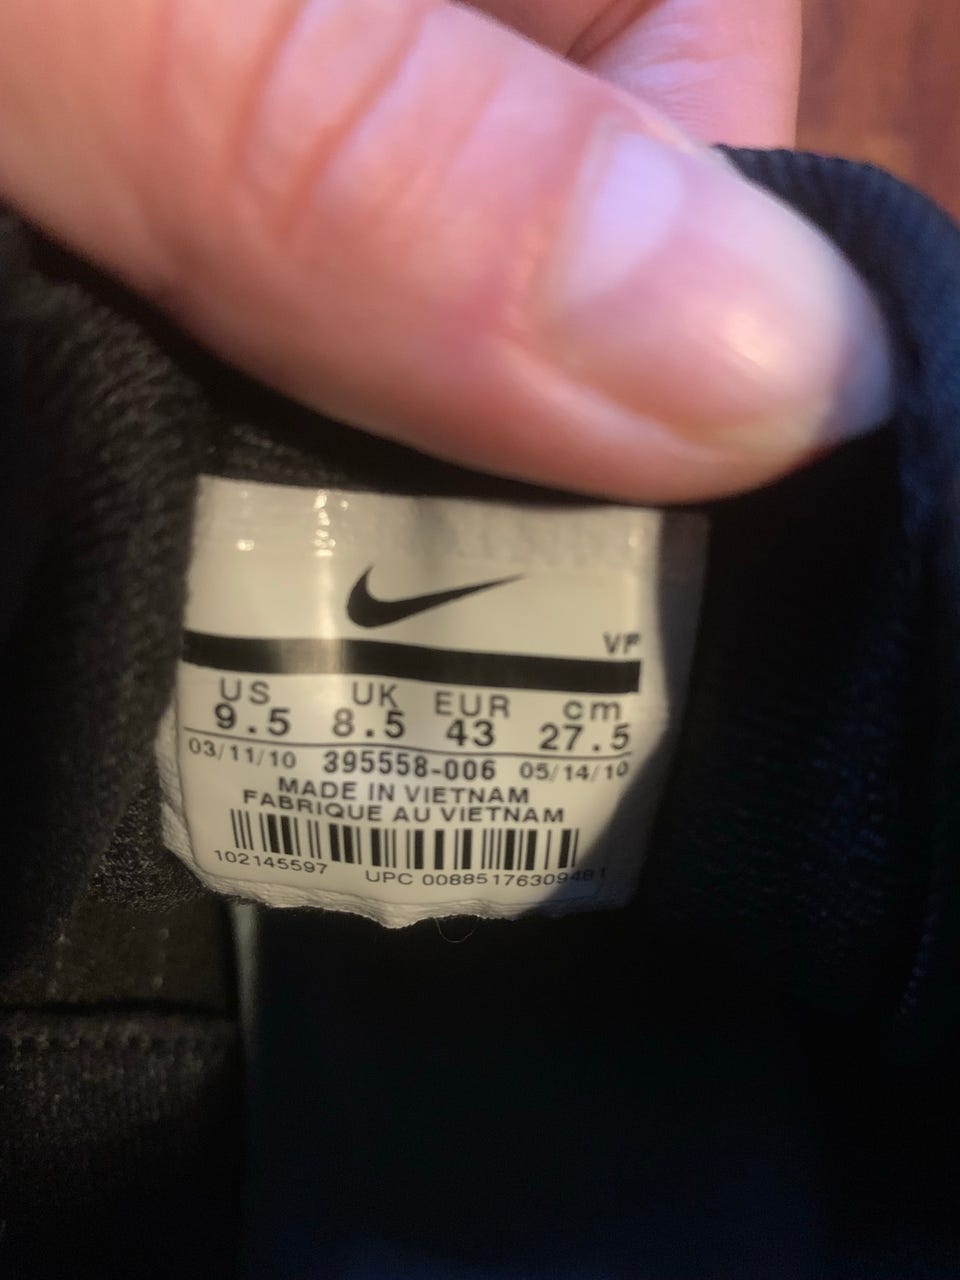 VF
US UK EUR cm
9.5 8.5 43 27.5
03/11/10 395558-006 05/14/10
MADE IN VIETNAM
FABRIQUE AU VIETNAM
102145597 UPC 00885176309481